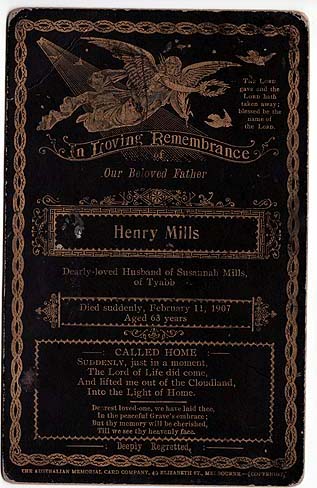 The Lord
gave and the
Lord hath
taken away;
blessed be the
name of
the Lord.
In Loving Remembrance
of
Our Beloved Father
Henry Mills
Dearly-loved Husband of Susannah Mills,
of Tyabb
Died suddenly, February 11, 1907
Aged 63 years
CALLED HOME
Suddenly, just in a moment,
The Lord of Life did come,
And lifted me out of the Cloudland,
Into the Light of Home.
Dearest loved-one, we have laid thee,
In the peaceful Grave's embrace;
But thy memory will be cherished,
Till we see thy heavenly face.
Deeply Regretted,
THE AUSTRALIAN MEMORIAL CARD COMPANY, 45 ELIZABETH ST., MELBOURNE.—(COPYRIGHT)